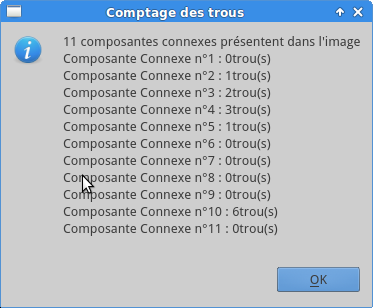 Comptage des trous
11 composantes connexes présentent dans l'image
Composante Connexe n°1 : 0trou(s)
Composante Connexe n°2 : 1trou(s)
Composante Connexe n°3 : 2trou(s)
Composante Connexe n°4 : 3trou(s)
Composante Connexe n°5 : 1trou(s)
Composante Connexe n°6 : 0trou(s)
Composante Connexe n°7 : 0trou(s)
Composante Connexe n°8 : 0trou(s)
Composante Connexe n°9 : 0trou(s)
Composante Connexe n°10 : 6trou(s)
Composante Connexe n°11 : 0trou(s)
OK